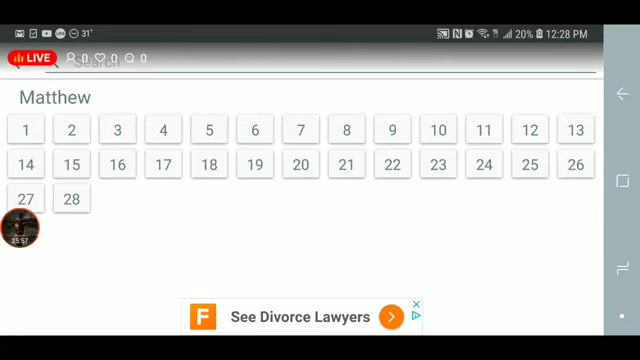 31° 20% 12:28 PM
LIVE 0 0 0
Search
Matthew
1 2 3 4 5 6 7 8 9 10 11 12 13
14 15 16 17 18 19 20 21 22 23 24 25 26
27 28
25:57
F See Divorce Lawyers